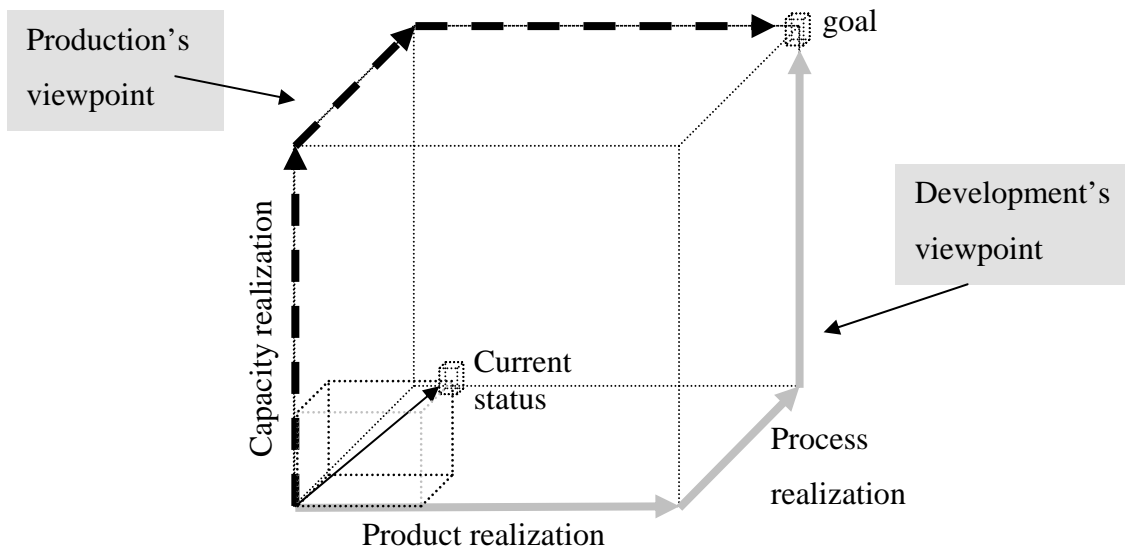 Production’s
viewpoint
goal
Development’s
viewpoint
Capacity realization
Current
status
Process
realization
Product realization